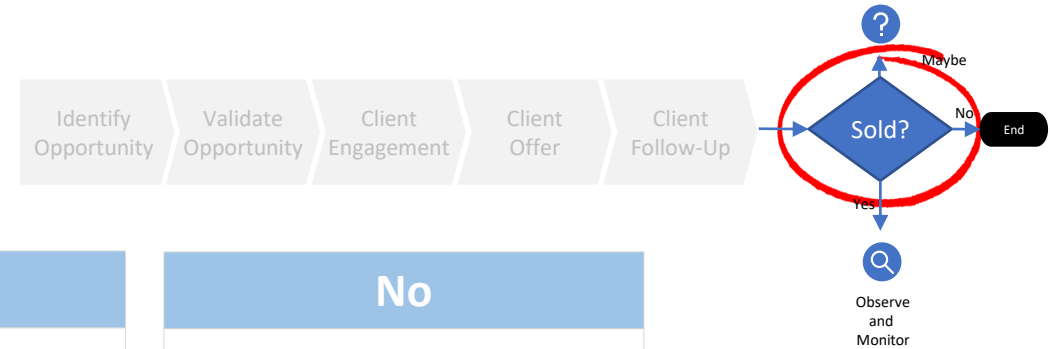 ?
Maybe
Identify
Opportunity
Validate
Opportunity
Client
Engagement
Client
Offer
Client
Follow-Up
Sold?
No
End
Yes
No
Observe
and
Monitor